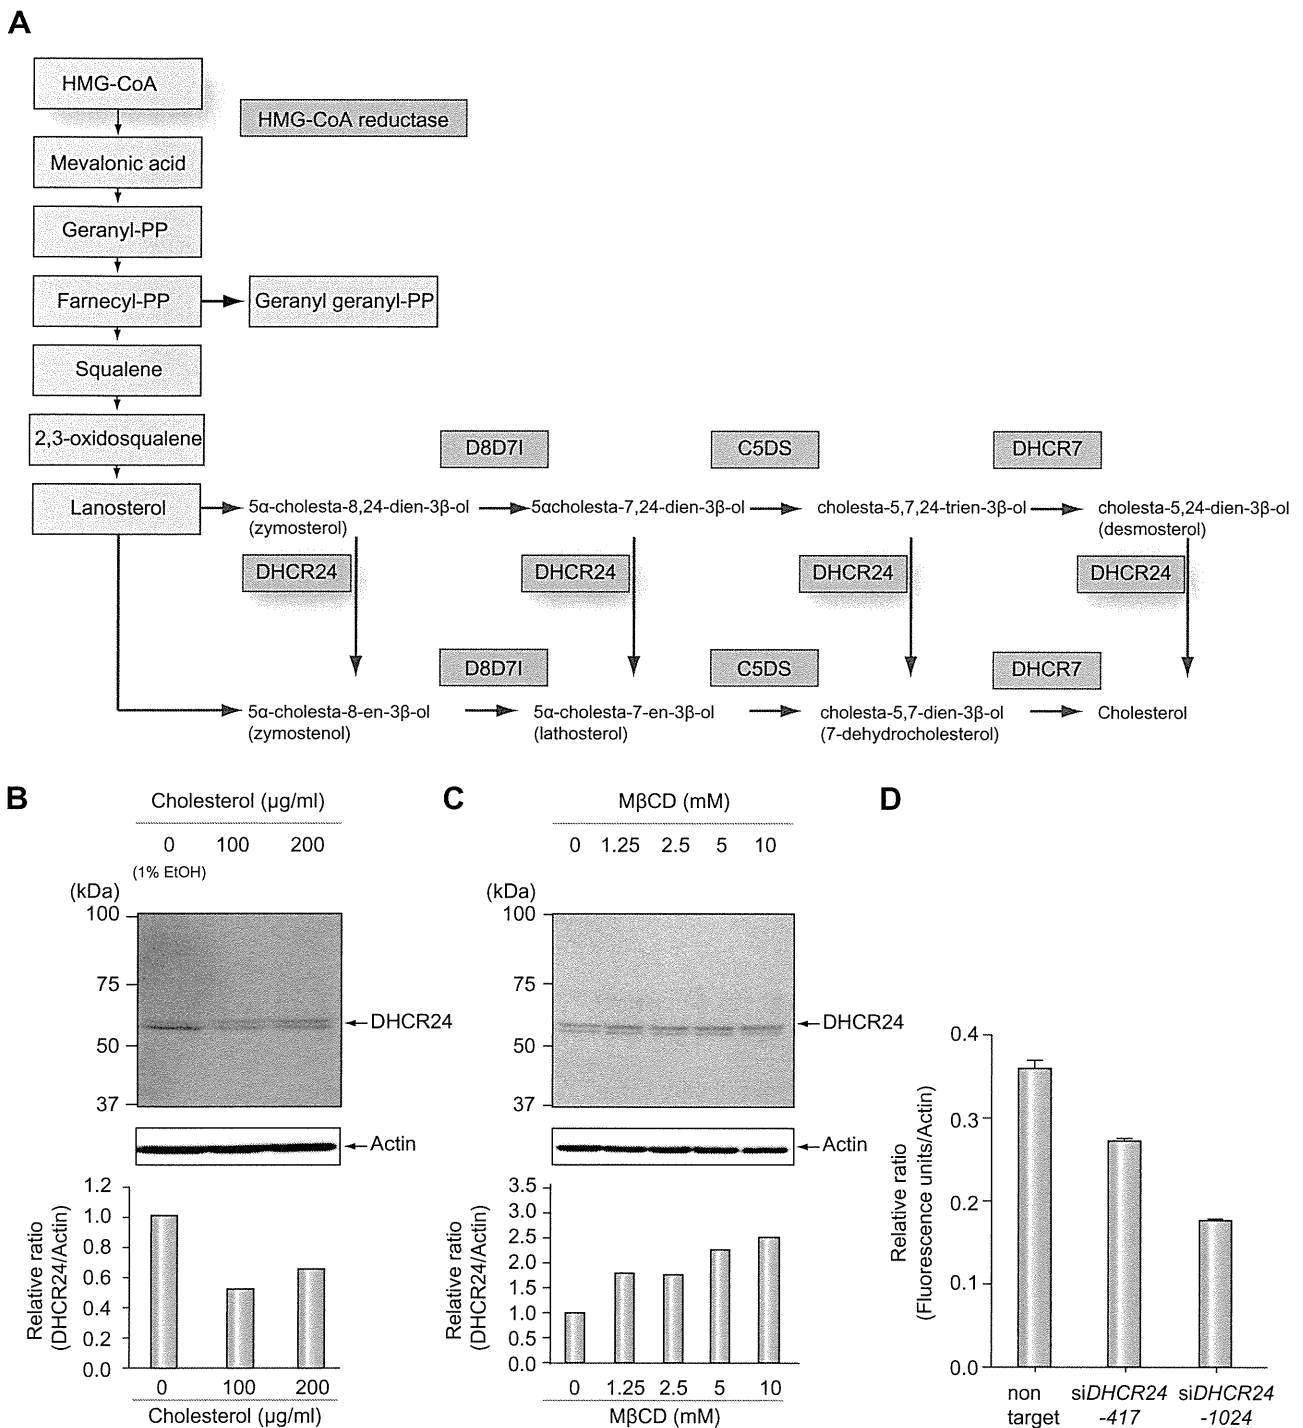 A
HMG-CoA
HMG-CoA reductase
Mevalonic acid
Geranyl-PP
Farnecyl-PP
Geranyl geranyl-PP
Squalene
2,3-oxidosqualene
D8D7I
C5DS
DHCR7
Lanosterol
5α-cholesta-8,24-dien-3β-ol
(zymosterol)
5αcholesta-7,24-dien-3β-ol
cholesta-5,7,24-trien-3β-ol
cholesta-5,24-dien-3β-ol
(desmosterol)
DHCR24
DHCR24
DHCR24
DHCR24
D8D7I
C5DS
DHCR7
5α-cholesta-8-en-3β-ol
(zymostenol)
5α-cholesta-7-en-3β-ol
(lathosterol)
cholesta-5,7-dien-3β-ol
(7-dehydrocholesterol)
Cholesterol
B
Cholesterol (μg/ml)
0 100 200
(1% EtOH)
(kDa)
100
75
50
37
DHCR24
Actin
Relative ratio
(DHCR24/Actin)
1.2
1.0
0.8
0.6
0.4
0.2
0.0
0 100 200
Cholesterol (μg/ml)
C
MβCD (mM)
0 1.25 2.5 5 10
(kDa)
100
75
50
37
DHCR24
Actin
Relative ratio
(DHCR24/Actin)
3.5
3.0
2.5
2.0
1.5
1.0
0.5
0.0
0 1.25 2.5 5 10
MβCD (mM)
D
Relative ratio
(Fluorescence units/Actin)
0.4
0.3
0.2
0.1
0.0
non
target
siDHCR24
-417
siDHCR24
-1024